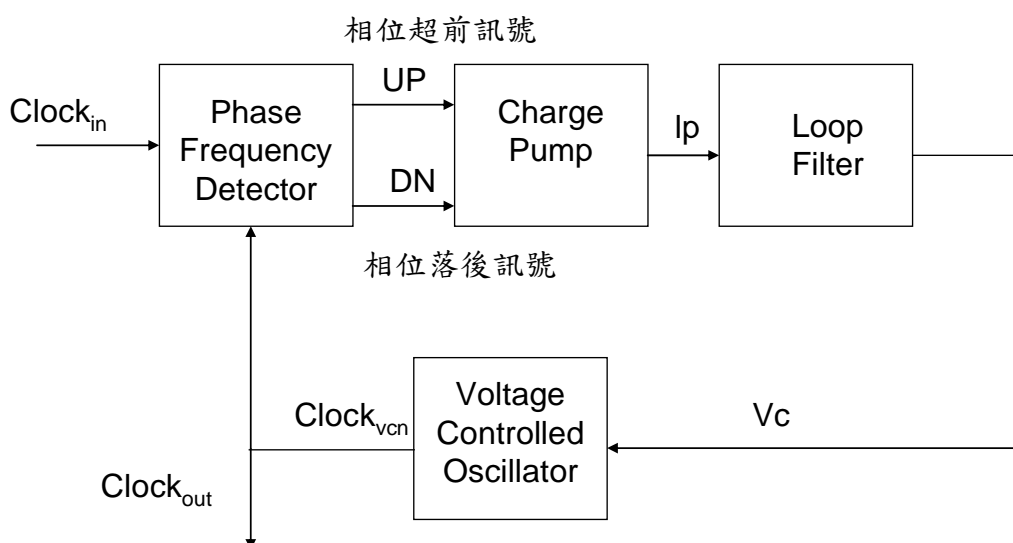 相位超前訊號
Clock_in
Phase
Frequency
Detector
UP
DN
Charge
Pump
Ip
Loop
Filter
相位落後訊號
Clock_vcn
Voltage
Controlled
Oscillator
Vc
Clock_out